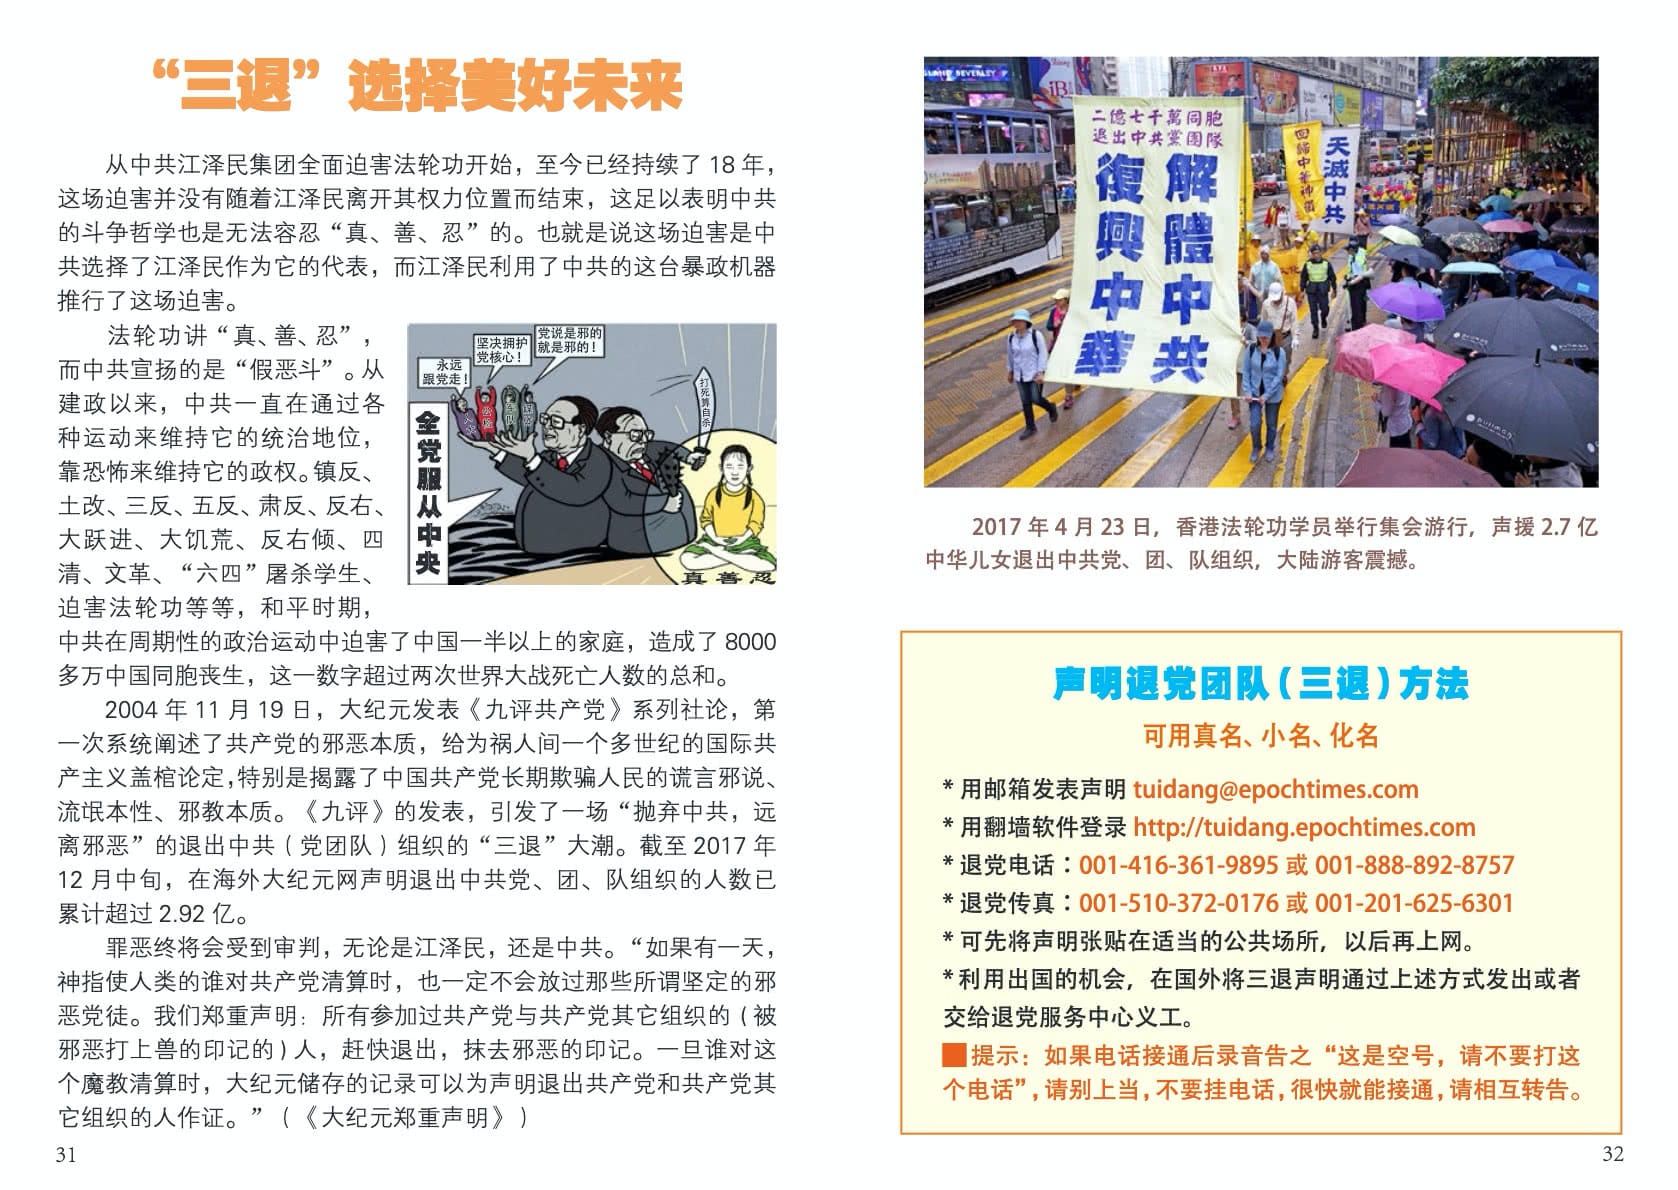 “三退”选择美好未来
从中共江泽民集团全面迫害法轮功开始，至今已经持续了 18 年，
这场迫害并没有随着江泽民离开其权力位置而结束，这足以表明中共
的斗争哲学也是无法容忍“真、善、忍”的。也就是说这场迫害是中
共选择了江泽民作为它的代表，而江泽民利用了中共的这台暴政机器
推行了这场迫害。
法轮功讲“真、善、忍”，
而中共宣扬的是“假恶斗”。从
建政以来，中共一直在通过各
种运动来维持它的统治地位，
靠恐怖来维持它的政权。镇反、
土改、三反、五反、肃反、反右、
大跃进、大饥荒、反右倾、四
清、文革、“六四”屠杀学生、
迫害法轮功等等，和平时期，
中共在周期性的政治运动中迫害了中国一半以上的家庭，造成了 8000
多万中国同胞丧生，这一数字超过两次世界大战死亡人数的总和。
永远
跟党走！
坚决拥护
党核心！
党说是邪的
就是邪的！
打死算自杀
全党服从中央
真善忍
2004 年 11 月 19 日，大纪元发表《九评共产党》系列社论，第
一次系统阐述了共产党的邪恶本质，给为祸人间一个多世纪的国际共
产主义盖棺论定，特别是揭露了中国共产党长期欺骗人民的谎言邪说、
流氓本性、邪教本质。《九评》的发表，引发了一场“抛弃中共，远
离邪恶”的退出中共（党团队）组织的“三退”大潮。截至 2017 年
12 月中旬，在海外大纪元网声明退出中共党、团、队组织的人数已
累计超过 2.92 亿。
罪恶终将会受到审判，无论是江泽民，还是中共。“如果有一天，
神指使人类的谁对共产党清算时，也一定不会放过那些所谓坚定的邪
恶党徒。我们郑重声明：所有参加过共产党与共产党其它组织的（被
邪恶打上兽的印记的）人，赶快退出，抹去邪恶的印记。一旦谁对这
个魔教清算时，大纪元储存的记录可以为声明退出共产党和共产党其
它组织的人作证。”（《大纪元郑重声明》）
31
二億七千萬同胞
退出中共黨團隊
解體中共
復興中華
天滅中共
2017 年 4 月 23 日，香港法轮功学员举行集会游行，声援 2.7 亿
中华儿女退出中共党、团、队组织，大陆游客震撼。
声明退党团队（三退）方法
可用真名、小名、化名
* 用邮箱发表声明 tuidang@epochtimes.com
* 用翻墙软件登录 http://tuidang.epochtimes.com
* 退党电话：001-416-361-9895 或 001-888-892-8757
* 退党传真：001-510-372-0176 或 001-201-625-6301
* 可先将声明张贴在适当的公共场所，以后再上网。
* 利用出国的机会，在国外将三退声明通过上述方式发出或者
交给退党服务中心义工。
提示：如果电话接通后录音告之“这是空号，请不要打这
个电话”，请别上当，不要挂电话，很快就能接通，请相互转告。
32